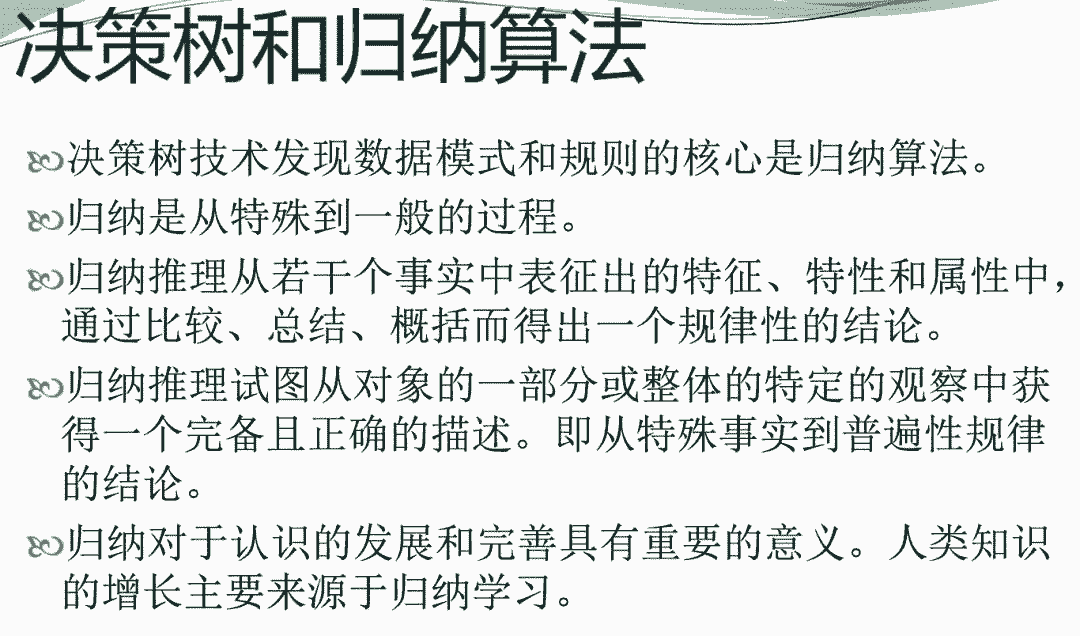 决策树和归纳算法
决策树技术发现数据模式和规则的核心是归纳算法。
归纳是从特殊到一般的过程。
归纳推理从若干个事实中表征出的特征、特性和属性中，
通过比较、总结、概括而得出一个规律性的结论。
归纳推理试图从对象的一部分或整体的特定的观察中获
得一个完备且正确的描述。即从特殊事实到普遍性规律
的结论。
归纳对于认识的发展和完善具有重要的意义。人类知识
的增长主要来源于归纳学习。